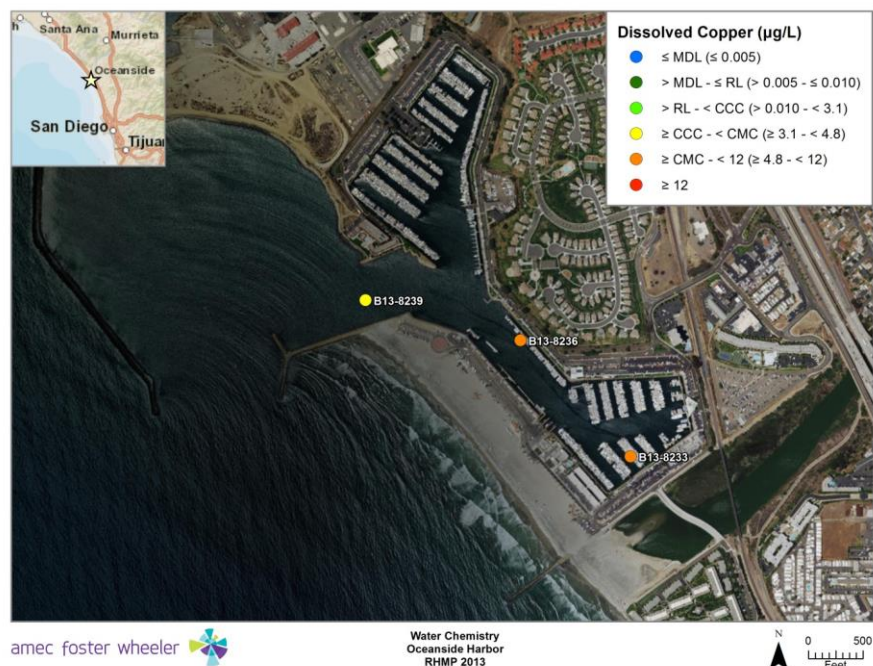 h
Santa Ana
Murrieta
Oceanside
San Diego
Tijua
Dissolved Copper (µg/L)
≤ MDL (≤ 0.005)
> MDL - ≤ RL (> 0.005 - ≤ 0.010)
> RL - < CCC (> 0.010 - < 3.1)
≥ CCC - < CMC (≥ 3.1 - < 4.8)
≥ CMC - < 12 (≥ 4.8 - < 12)
≥ 12
B13-8239
B13-8236
B13-8233
amec foster wheeler
Water Chemistry
Oceanside Harbor
RHMP 2013
N
0 500
Feet